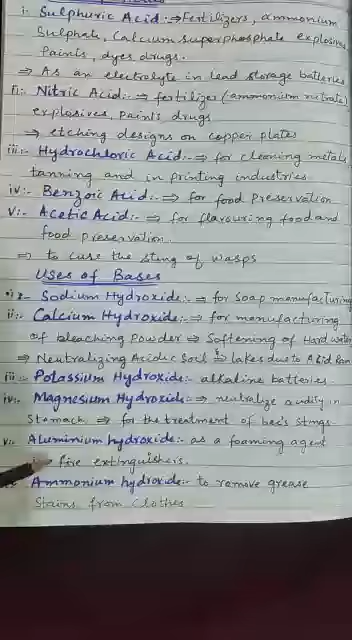 i. Sulphuric Acid:⇒ Fertilizers, ammonium
Sulphate, Calcium superphosphate explosives
Paints, dyes drugs.
⇒ As an electrolyte in lead storage batteries
ii:- Nitric Acid:- ⇒ fertilizer (ammonium nitrate)
explosives, paints drugs
⇒ etching designs on copper plates
iii:- Hydrochloric Acid:- ⇒ for cleaning metals,
tanning and in printing industries
iv:- Benzoic Acid:- ⇒ for food preservation
v:- Acetic Acid:- ⇒ for flavouring food and
food preservation.
⇒ to cure the sting of wasps
Uses of Bases
i:- Sodium Hydroxide:- ⇒ for soap manufacturing
ii:- Calcium Hydroxide:- ⇒ for manufacturing
of bleaching powder ⇒ Softening of Hard water
⇒ Neutralizing Acidic Soil & lakes due to Acid Rain
iii:- Potassium Hydroxide:- alkaline batteries.
iv:- Magnesium Hydroxide:- ⇒ neutralize acidity in
Stomach ⇒ for the treatment of bee's stings
v:- Aluminium hydroxide:- as a foaming agent
fire extinguishers.
Ammonium hydroxide:- to remove grease
Stains from clothes